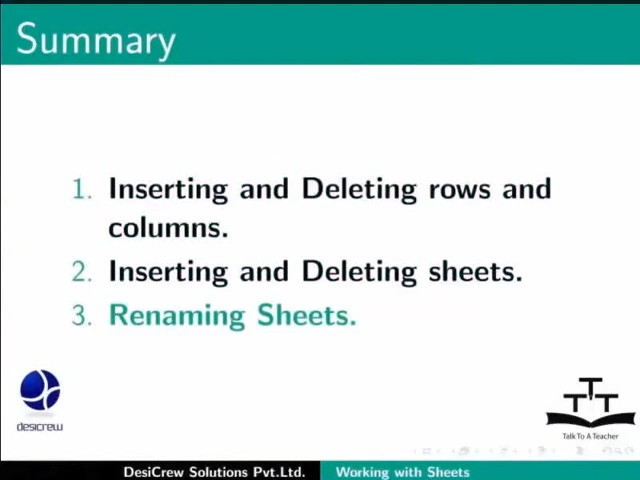 Summary
1. Inserting and Deleting rows and
columns.
2. Inserting and Deleting sheets.
3. Renaming Sheets.
desicrew
TTT
Talk To A Teacher
DesiCrew Solutions Pvt.Ltd. Working with Sheets